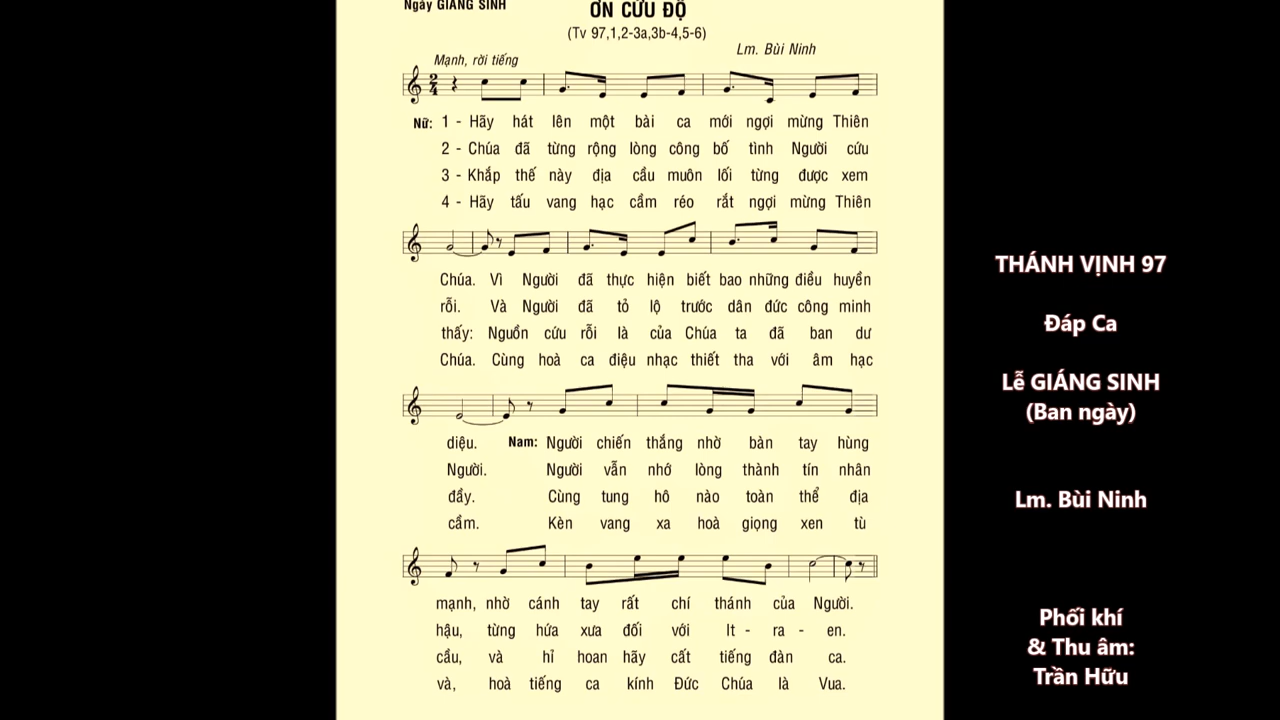 Ngày GIÁNG SINH
ƠN CỨU ĐỘ
(Tv 97,1,2-3a,3b-4,5-6)
Lm. Bùi Ninh
Mạnh, rời tiếng
2
4
Nữ: 1 - Hãy hát lên một bài ca mới ngợi mừng Thiên
2 - Chúa đã từng rộng lòng công bố tình Người cứu
3 - Khắp thế này địa cầu muôn lối từng được xem
4 - Hãy tấu vang hạc cầm réo rắt ngợi mừng Thiên
Chúa. Vì Người đã thực hiện biết bao những điều huyền
rỗi. Và Người đã tỏ lộ trước dân đức công minh
thấy: Nguồn cứu rỗi là của Chúa ta đã ban dư
Chúa. Cùng hoà ca điệu nhạc thiết tha với âm hạc
diệu. Nam: Người chiến thắng nhờ bàn tay hùng
Người. Người vẫn nhớ lòng thành tín nhân
đầy. Cùng tung hô nào toàn thể địa
cầm. Kèn vang xa hoà giọng xen tù
mạnh, nhờ cánh tay rất chí thánh của Người.
hậu, từng hứa xưa đối với It - ra - en.
cầu, và hỉ hoan hãy cất tiếng đàn ca.
và, hoà tiếng ca kính Đức Chúa là Vua.
THÁNH VỊNH 97
Đáp Ca
Lễ GIÁNG SINH
(Ban ngày)
Lm. Bùi Ninh
Phối khí
& Thu âm:
Trần Hữu